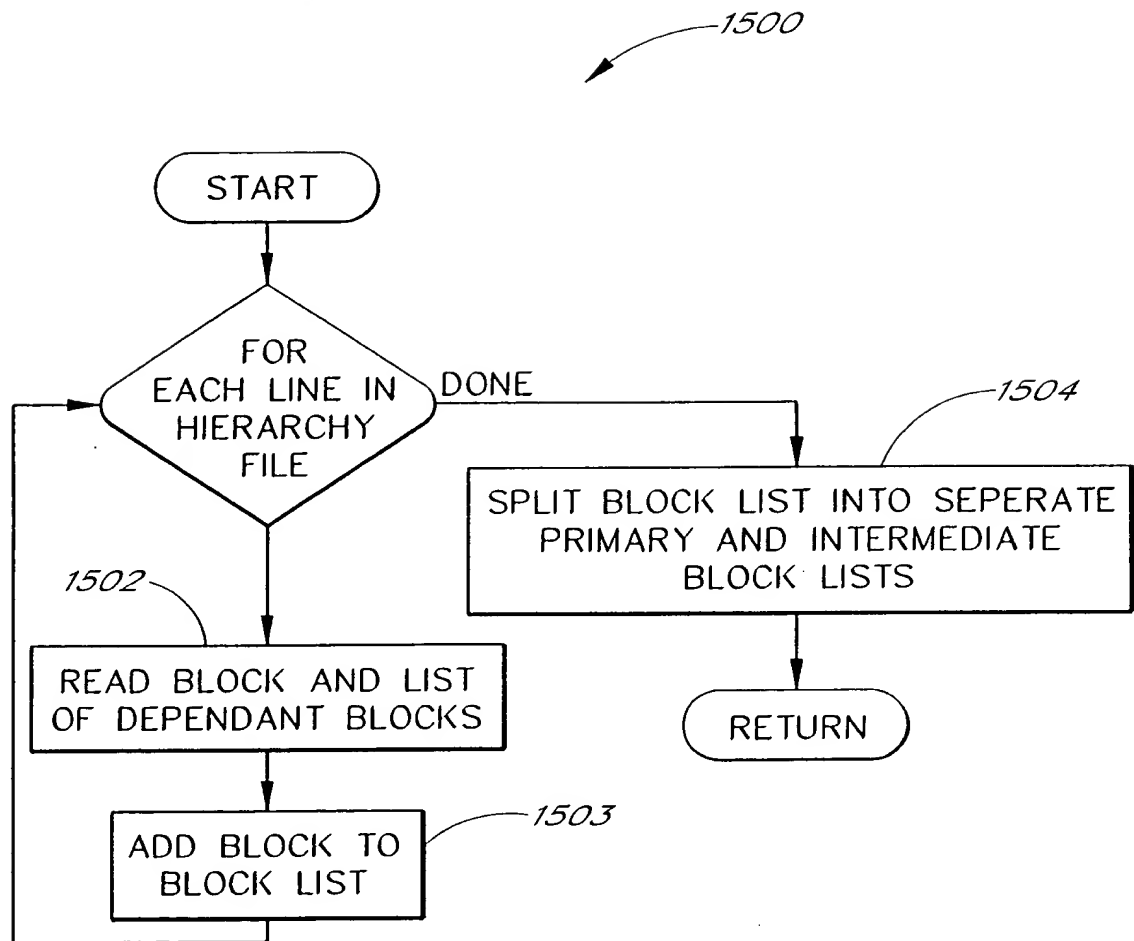 1500
START
FOR
EACH LINE IN
HIERARCHY
FILE
DONE
1504
SPLIT BLOCK LIST INTO SEPERATE
PRIMARY AND INTERMEDIATE
BLOCK LISTS
1502
READ BLOCK AND LIST
OF DEPENDANT BLOCKS
RETURN
1503
ADD BLOCK TO
BLOCK LIST